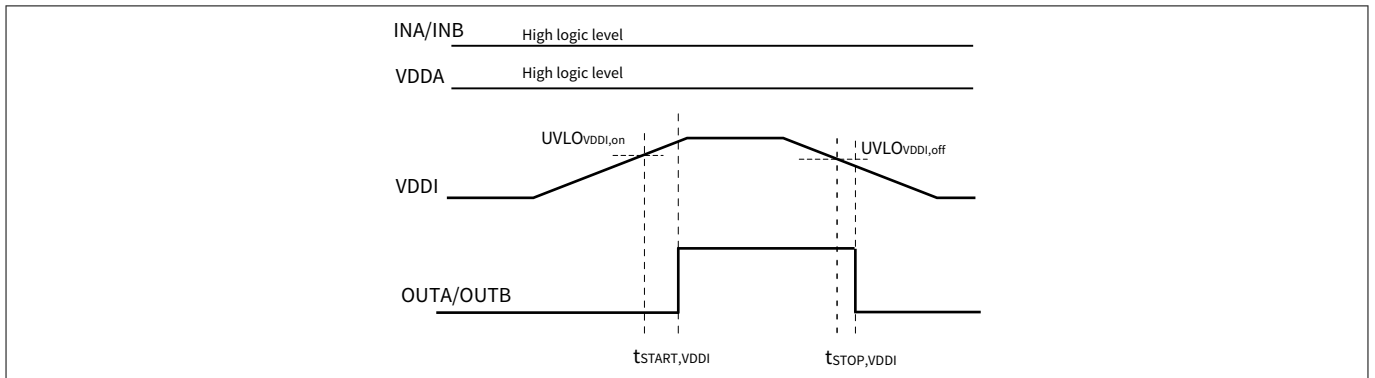 INA/INB High logic level
VDDA High logic level
UVLOVDDI,on
UVLOVDDI,off
VDDI
OUTA/OUTB
tSTART,VDDI tSTOP,VDDI